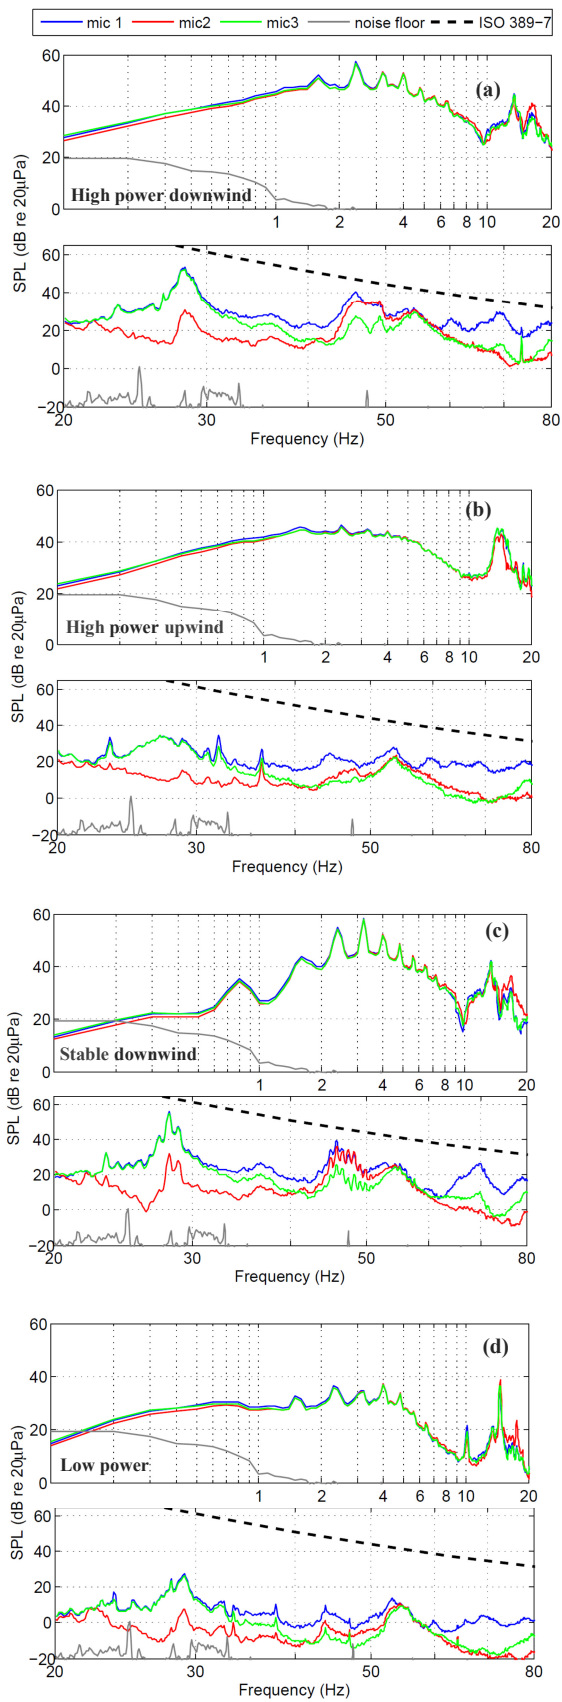 mic 1 mic2 mic3 noise floor ISO 389−7
60
40
20
0
(a)
High power downwind
1 2 4 6 8 10 20
SPL (dB re 20μPa)
60
40
20
0
−20
20 30 50 80
Frequency (Hz)
60
40
20
0
(b)
High power upwind
1 2 4 6 8 10 20
SPL (dB re 20μPa)
60
40
20
0
−20
20 30 50 80
Frequency (Hz)
60
40
20
0
(c)
Stable downwind
1 2 4 6 8 10 20
SPL (dB re 20μPa)
60
40
20
0
−20
20 30 50 80
Frequency (Hz)
60
40
20
0
(d)
Low power
1 2 4 6 8 10 20
SPL (dB re 20μPa)
60
40
20
0
−20
20 30 50 80
Frequency (Hz)